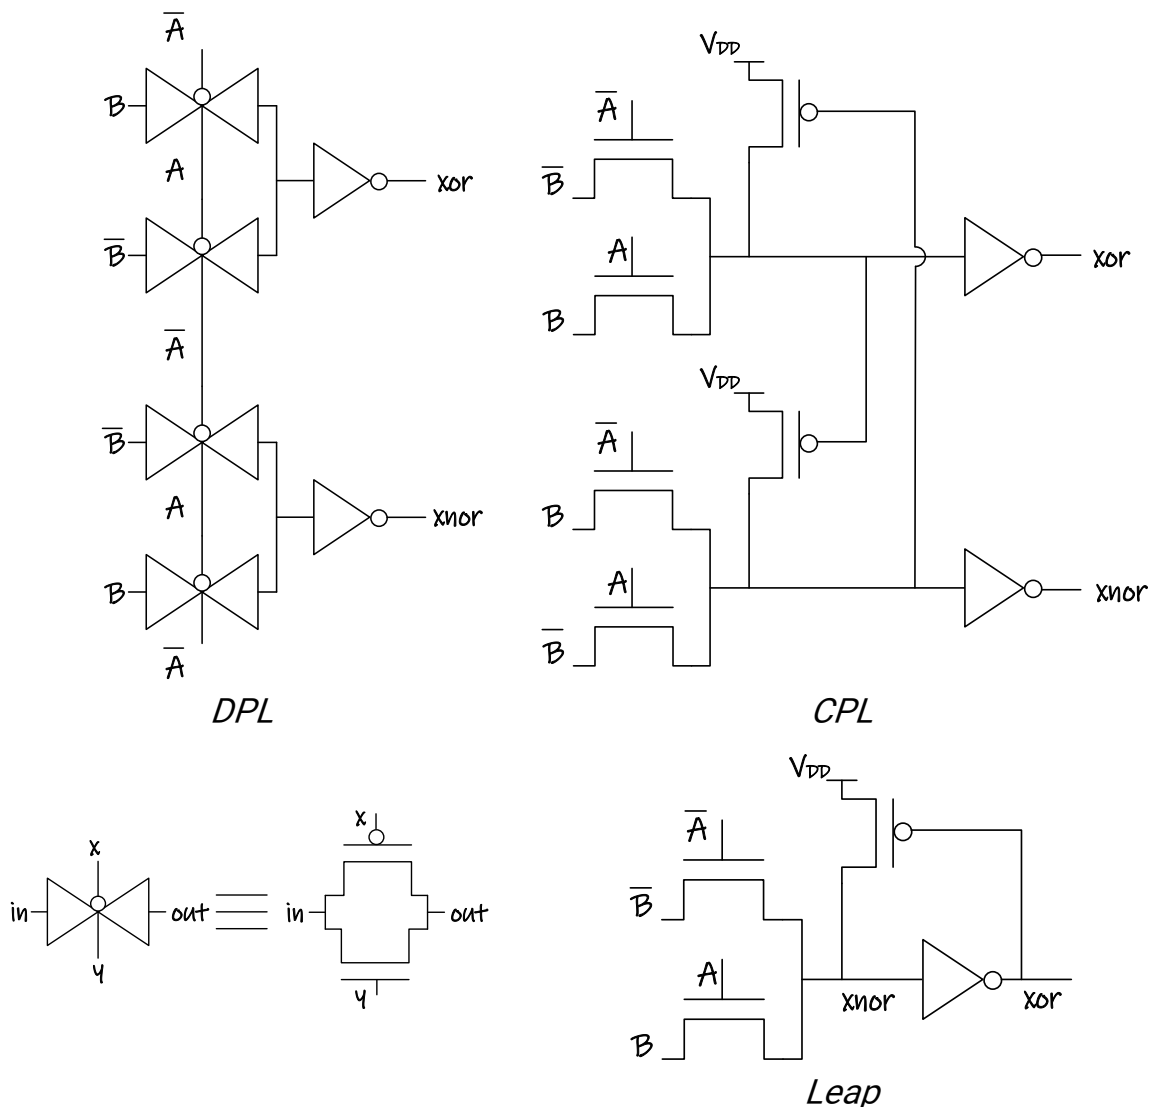 A̅
B
xor
A
B̅
A̅
B̅
xnor
A
B
A̅
DPL
VDD
A̅
B̅
A
B
xor
VDD
A̅
B
A
B̅
xnor
CPL
x
in
out
y
x
in
out
y
VDD
A̅
B̅
A
B
xnor
xor
Leap